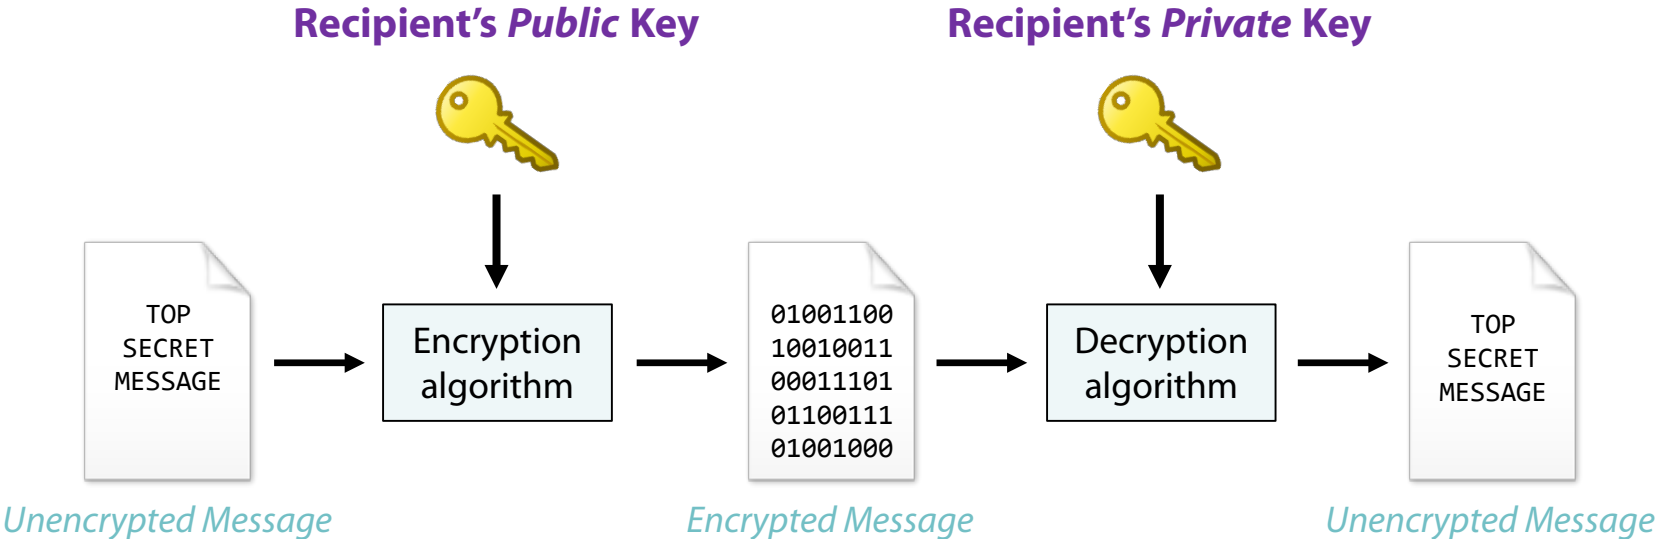 Recipient's Public Key
Recipient's Private Key
TOP
SECRET
MESSAGE
Encryption
algorithm
01001100
10010011
00011101
01100111
01001000
Decryption
algorithm
TOP
SECRET
MESSAGE
Unencrypted Message
Encrypted Message
Unencrypted Message